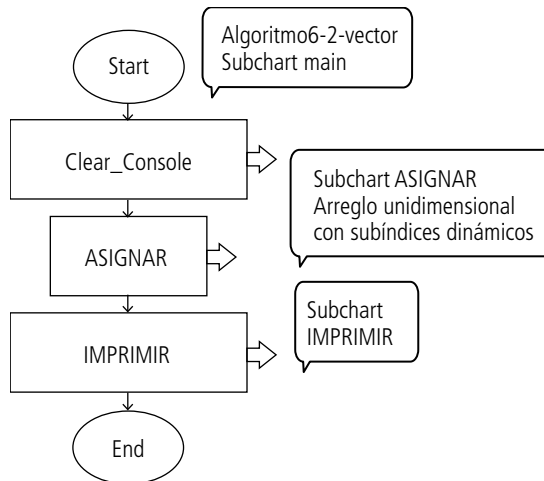 Start
Algoritmo6-2-vector
Subchart main
Clear_Console
Subchart ASIGNAR
Arreglo unidimensional
con subíndices dinámicos
ASIGNAR
Subchart
IMPRIMIR
IMPRIMIR
End